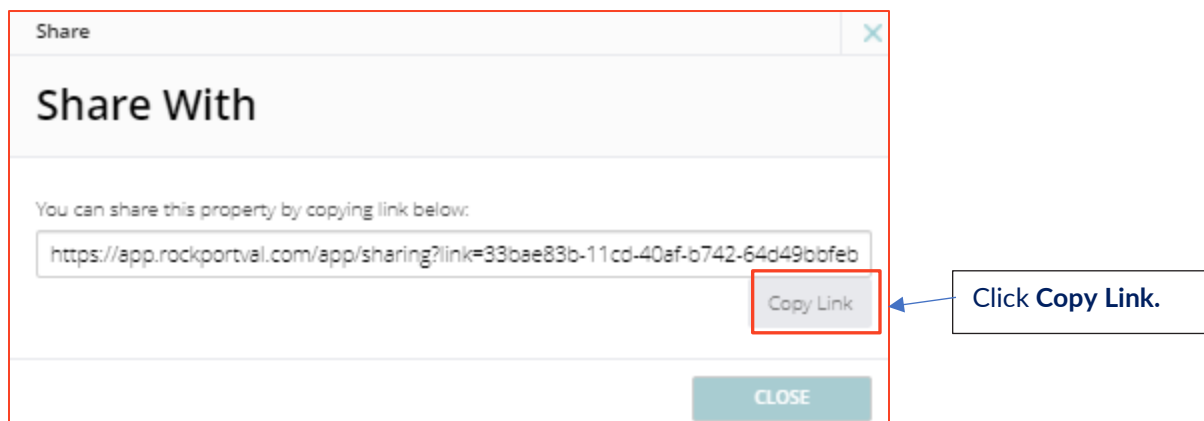 Share
Share With
You can share this property by copying link below:
https://app.rockportval.com/app/sharing?link=33bae83b-11cd-40af-b742-64d49bbfeb
Copy Link
Click Copy Link.
CLOSE